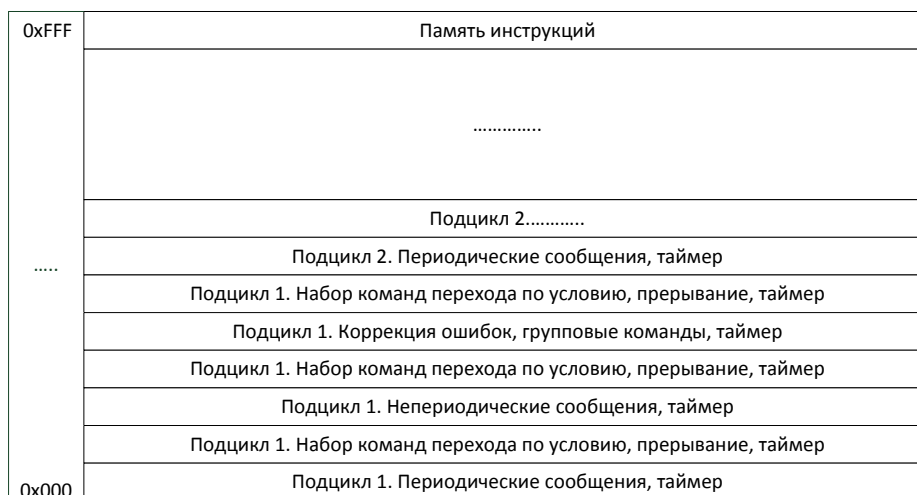 0xFFF Память инструкций
…………..
Подцикл 2…………
Подцикл 2. Периодические сообщения, таймер
…..
Подцикл 1. Набор команд перехода по условию, прерывание, таймер
Подцикл 1. Коррекция ошибок, групповые команды, таймер
Подцикл 1. Набор команд перехода по условию, прерывание, таймер
Подцикл 1. Непериодические сообщения, таймер
Подцикл 1. Набор команд перехода по условию, прерывание, таймер
0x000 Подцикл 1. Периодические сообщения, таймер